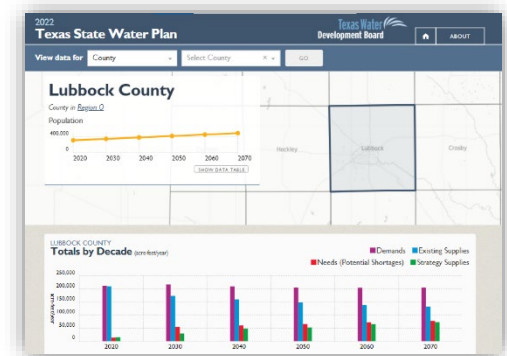 2022
Texas State Water Plan
Texas Water
Development Board
ABOUT
View data for
County
Select County
GO
Lubbock County
County in Region O
Population
400,000
0
2020 2030 2040 2050 2060 2070
SHOW DATA TABLE
Hockley
Lubbock
Crosby
LUBBOCK COUNTY
Totals by Decade (acre-feet/year)
Demands Existing Supplies
Needs (Potential Shortages) Strategy Supplies
250,000
200,000
150,000
100,000
50,000
0
2020 2030 2040 2050 2060 2070